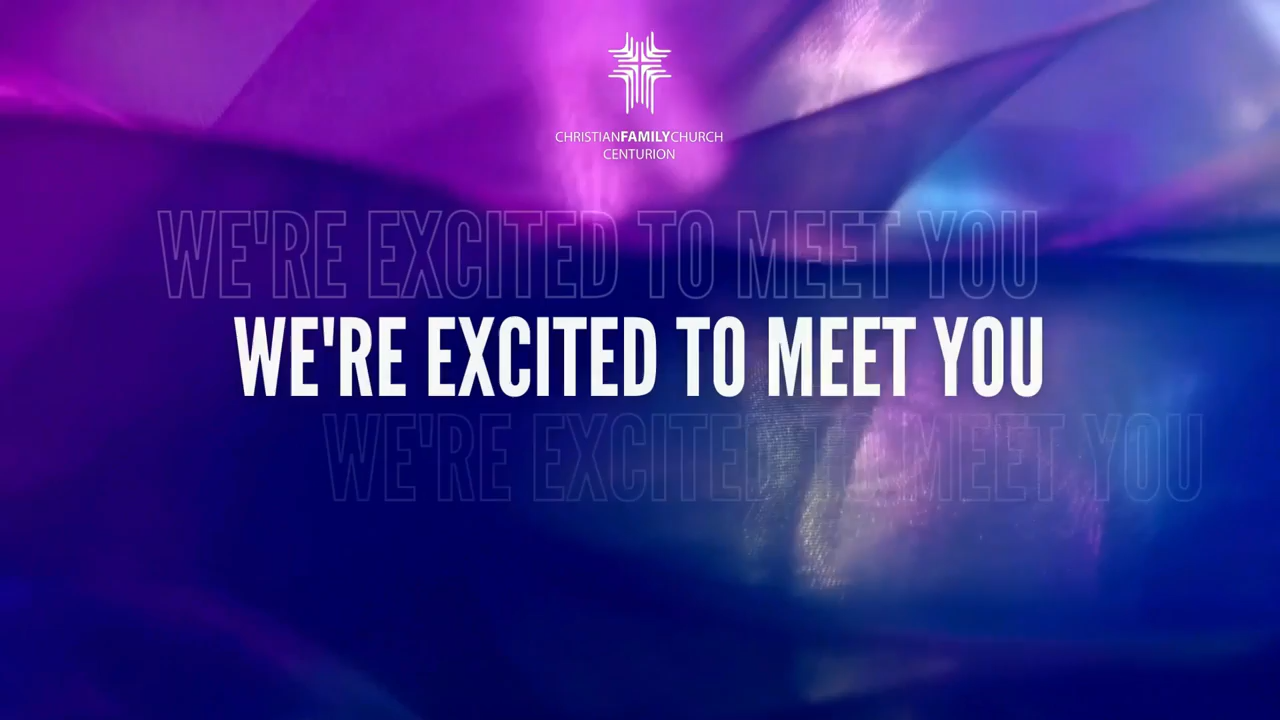 CHRISTIANFAMILYCHURCH
CENTURION
WE'RE EXCITED TO MEET YOU
WE'RE EXCITED TO MEET YOU
WE'RE EXCITED TO MEET YOU